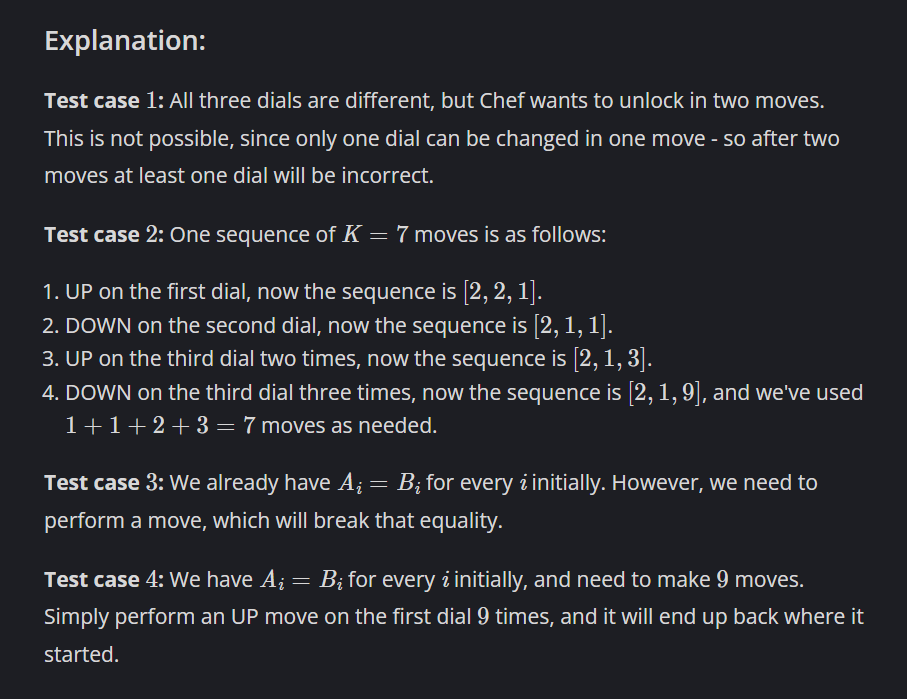 Explanation:
Test case 1: All three dials are different, but Chef wants to unlock in two moves.
This is not possible, since only one dial can be changed in one move - so after two
moves at least one dial will be incorrect.
Test case 2: One sequence of K = 7 moves is as follows:
1. UP on the first dial, now the sequence is [2, 2, 1].
2. DOWN on the second dial, now the sequence is [2, 1, 1].
3. UP on the third dial two times, now the sequence is [2, 1, 3].
4. DOWN on the third dial three times, now the sequence is [2, 1, 9], and we've used
1 + 1 + 2 + 3 = 7 moves as needed.
Test case 3: We already have A_i = B_i for every i initially. However, we need to
perform a move, which will break that equality.
Test case 4: We have A_i = B_i for every i initially, and need to make 9 moves.
Simply perform an UP move on the first dial 9 times, and it will end up back where it
started.